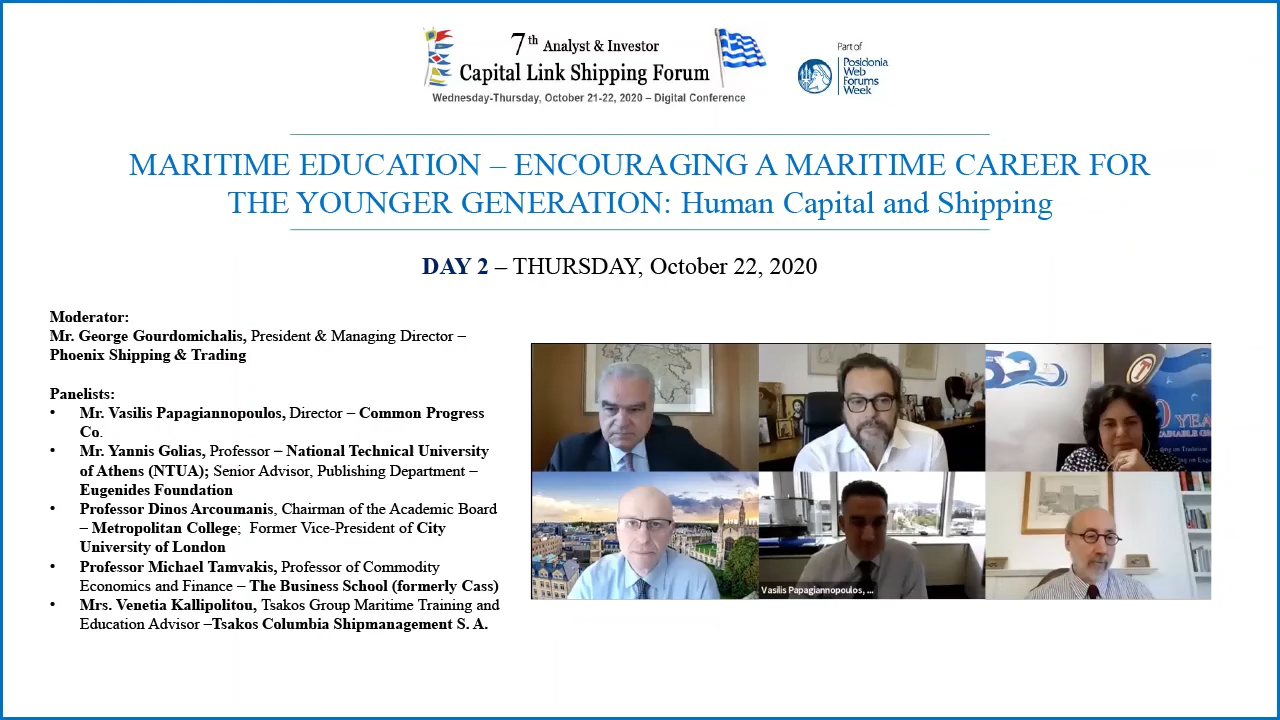 7th Analyst & Investor
Capital Link Shipping Forum
Wednesday-Thursday, October 21-22, 2020 – Digital Conference
Part of
Posidonia
Web
Forums
Week
MARITIME EDUCATION – ENCOURAGING A MARITIME CAREER FOR
THE YOUNGER GENERATION: Human Capital and Shipping
DAY 2 – THURSDAY, October 22, 2020
Moderator:
Mr. George Gourdomichalis, President & Managing Director –
Phoenix Shipping & Trading
Panelists:
• Mr. Vasilis Papagiannopoulos, Director – Common Progress
Co.
• Mr. Yannis Golias, Professor – National Technical University
of Athens (NTUA); Senior Advisor, Publishing Department –
Eugenides Foundation
• Professor Dinos Arcoumanis, Chairman of the Academic Board
– Metropolitan College; Former Vice-President of City
University of London
• Professor Michael Tamvakis, Professor of Commodity
Economics and Finance – The Business School (formerly Cass)
• Mrs. Venetia Kallipolitou, Tsakos Group Maritime Training and
Education Advisor –Tsakos Columbia Shipmanagement S. A.
YEA
Vasilis Papagiannopoulos, ...